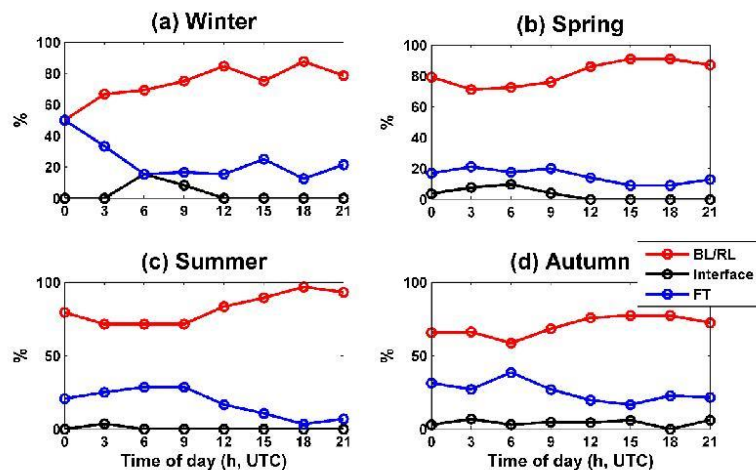 (a) Winter
100
80
60
40
20
0
%
0 3 6 9 12 15 18 21
(b) Spring
100
80
60
40
20
0
%
0 3 6 9 12 15 18 21
(c) Summer
100
50
0
%
0 3 6 9 12 15 18 21
Time of day (h, UTC)
(d) Autumn
100
50
0
%
0 3 6 9 12 15 18 21
Time of day (h, UTC)
BL/RL
Interface
FT